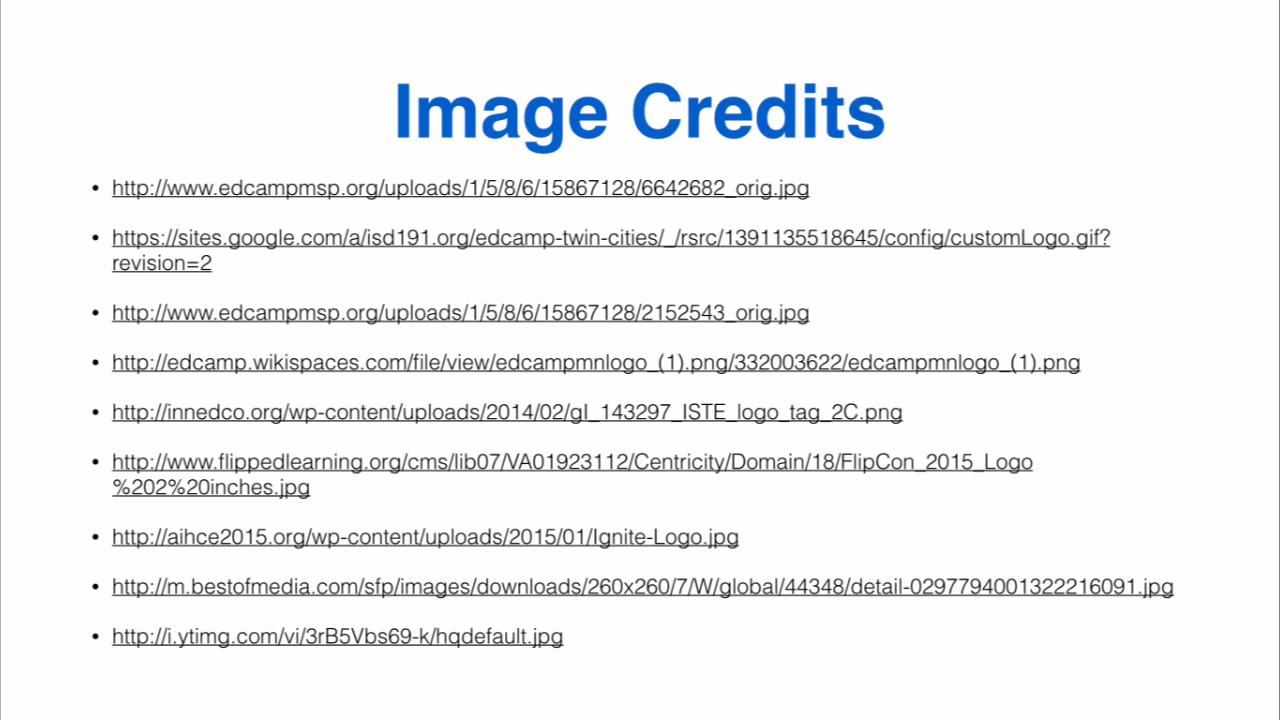 Image Credits
• http://www.edcampmsp.org/uploads/1/5/8/6/15867128/6642682_orig.jpg
• https://sites.google.com/a/isd191.org/edcamp-twin-cities/_/rsrc/1391135518645/config/customLogo.gif?
revision=2
• http://www.edcampmsp.org/uploads/1/5/8/6/15867128/2152543_orig.jpg
• http://edcamp.wikispaces.com/file/view/edcampmnlogo_(1).png/332003622/edcampmnlogo_(1).png
• http://innedco.org/wp-content/uploads/2014/02/gI_143297_ISTE_logo_tag_2C.png
• http://www.flippedlearning.org/cms/lib07/VA01923112/Centricity/Domain/18/FlipCon_2015_Logo
%202%20inches.jpg
• http://aihce2015.org/wp-content/uploads/2015/01/Ignite-Logo.jpg
• http://m.bestofmedia.com/sfp/images/downloads/260x260/7/W/global/44348/detail-0297794001322216091.jpg
• http://i.ytimg.com/vi/3rB5Vbs69-k/hqdefault.jpg